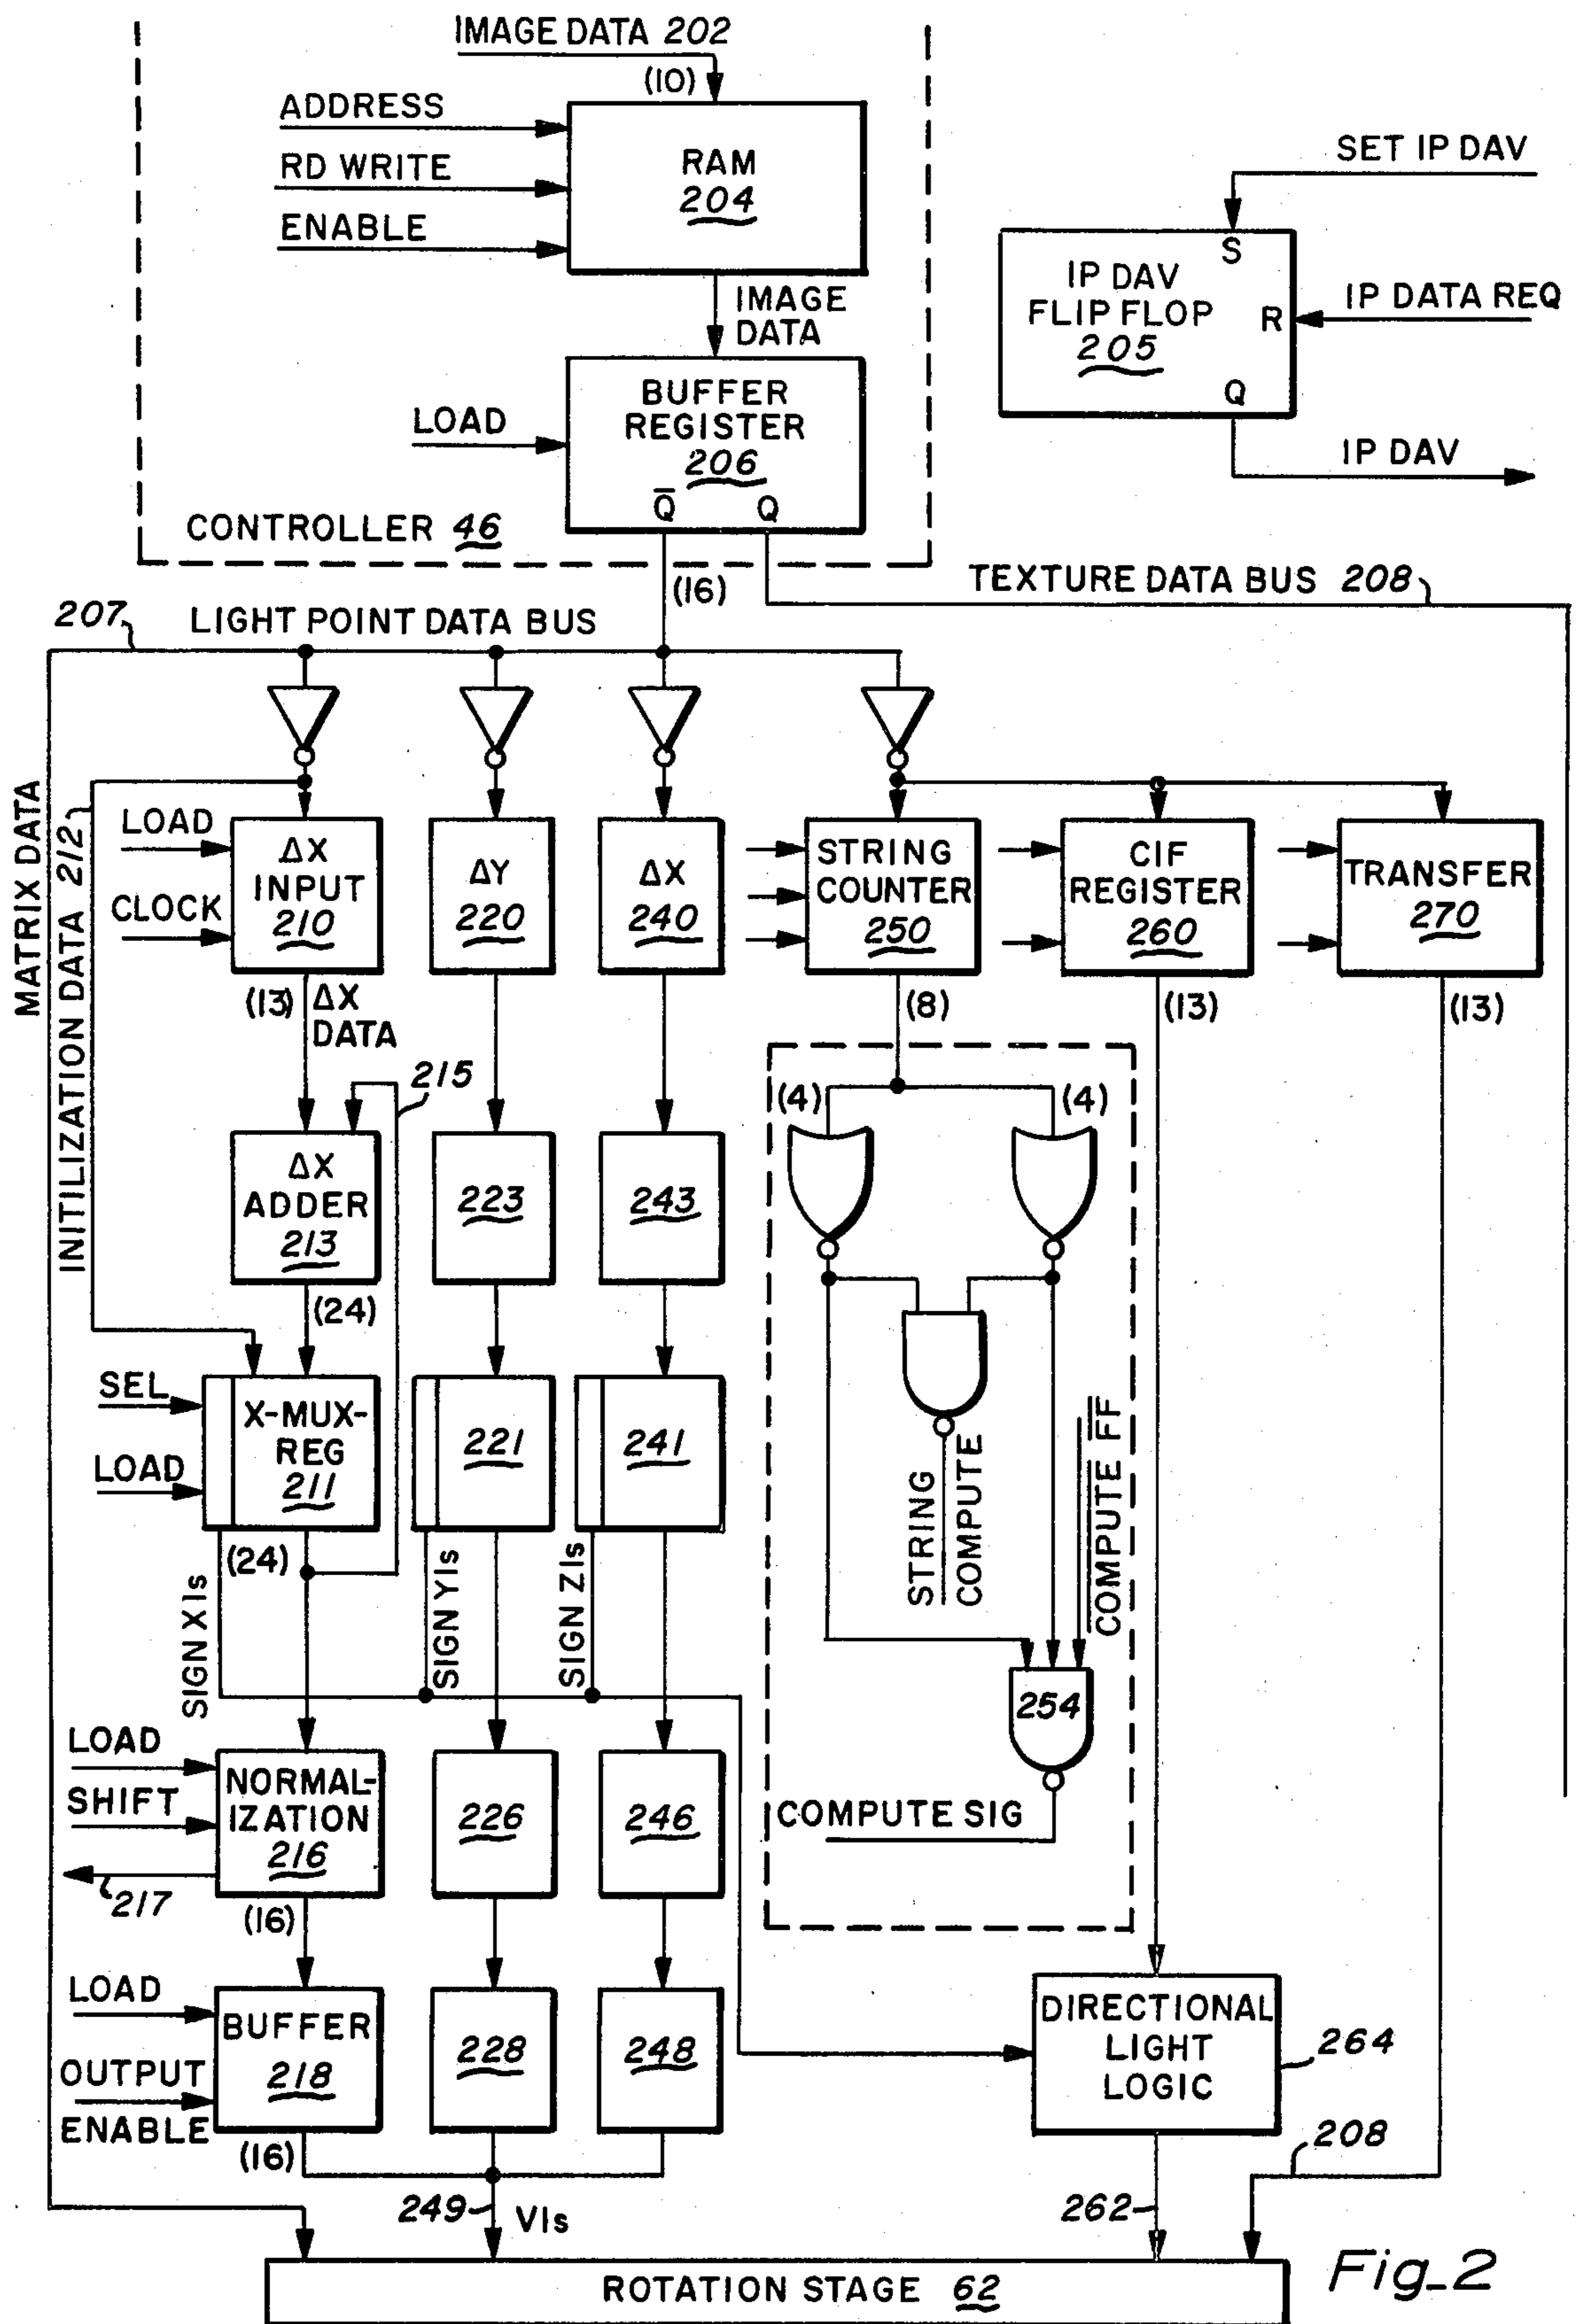 IMAGE DATA 202
(10)
ADDRESS
RD WRITE
ENABLE
RAM
204
IMAGE
DATA
LOAD
BUFFER
REGISTER
206
Q̅ Q
CONTROLLER 46
SET IP DAV
S
IP DAV
FLIP FLOP
205
R
IP DATA REQ
Q
IP DAV
(16)
TEXTURE DATA BUS 208
207
LIGHT POINT DATA BUS
MATRIX DATA
INITILIZATION DATA 212
LOAD
CLOCK
ΔX
INPUT
210
ΔY
220
ΔX
240
STRING
COUNTER
250
CIF
REGISTER
260
TRANSFER
270
(13)
ΔX
DATA
(8)
(13)
(13)
215
(4)
(4)
ΔX
ADDER
213
223
243
(24)
SEL
LOAD
X-MUX-
REG
211
221
241
STRING
COMPUTE
COMPUTE FF
(24)
SIGN XIs
SIGN YIs
SIGN ZIs
254
COMPUTE SIG
LOAD
SHIFT
NORMAL-
IZATION
216
226
246
217
(16)
LOAD
OUTPUT
ENABLE
BUFFER
218
228
248
DIRECTIONAL
LIGHT
LOGIC
264
208
(16)
249
VIs
262
ROTATION STAGE 62
Fig_2